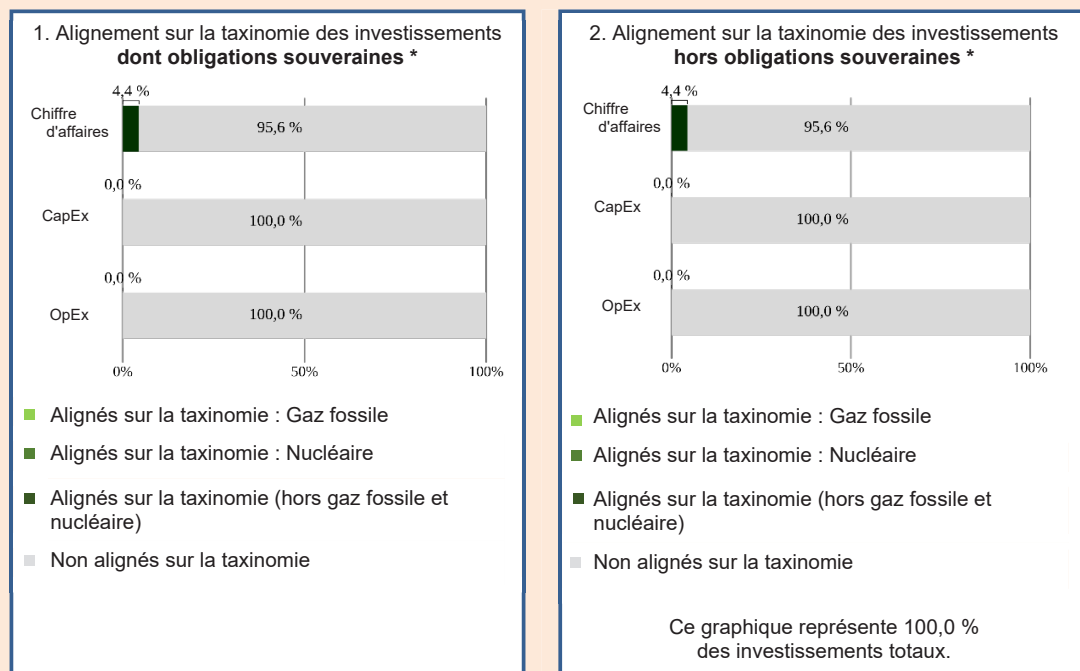 1. Alignement sur la taxinomie des investissements
dont obligations souveraines *
4,4 %
Chiffre
d'affaires
95,6 %
0,0 %
CapEx
100,0 %
0,0 %
OpEx
100,0 %
0%
50%
100%
Alignés sur la taxinomie : Gaz fossile
Alignés sur la taxinomie : Nucléaire
Alignés sur la taxinomie (hors gaz fossile et
nucléaire)
Non alignés sur la taxinomie
2. Alignement sur la taxinomie des investissements
hors obligations souveraines *
4,4 %
Chiffre
d'affaires
95,6 %
0,0 %
CapEx
100,0 %
0,0 %
OpEx
100,0 %
0%
50%
100%
Alignés sur la taxinomie : Gaz fossile
Alignés sur la taxinomie : Nucléaire
Alignés sur la taxinomie (hors gaz fossile et
nucléaire)
Non alignés sur la taxinomie
Ce graphique représente 100,0 %
des investissements totaux.